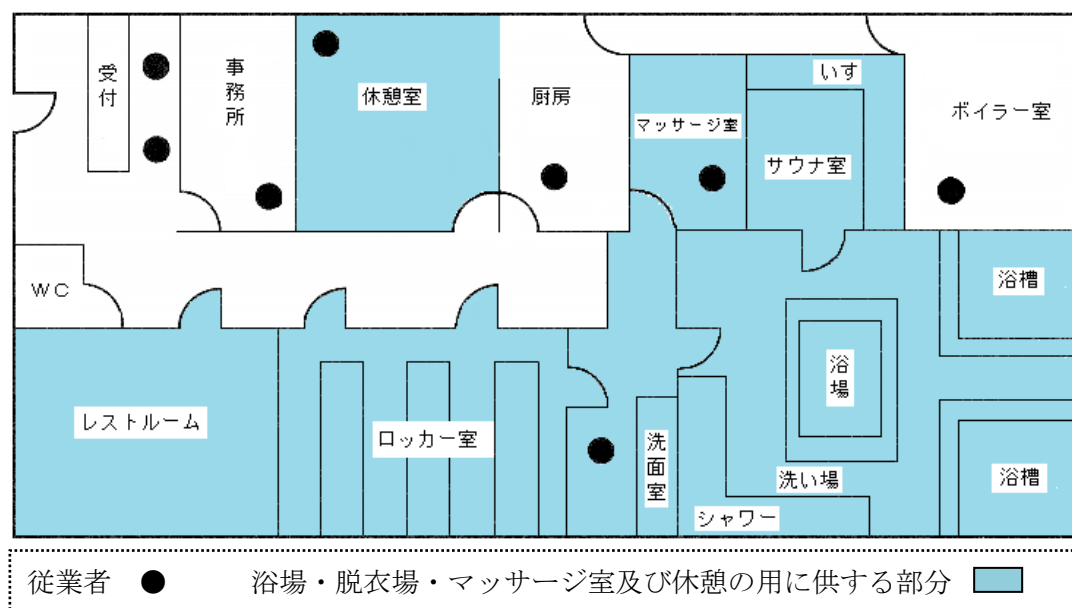 受付
事務所
休憩室
厨房
マッサージ室
いす
サウナ室
ボイラー室
WC
浴槽
浴場
レストルーム
ロッカー室
洗面室
洗い場
浴槽
シャワー
従業者 ● 浴場・脱衣場・マッサージ室及び休憩の用に供する部分